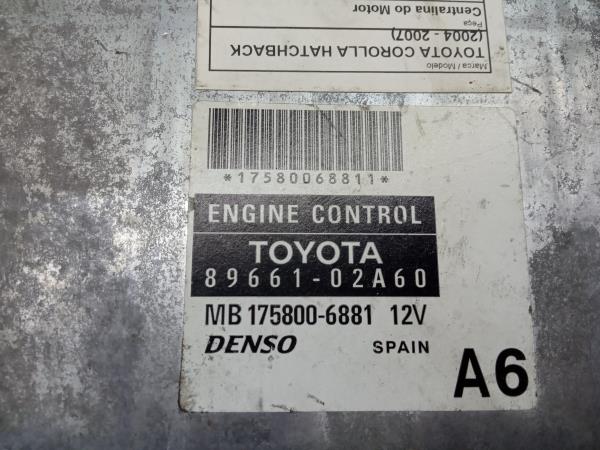 Marca / Modelo
TOYOTA COROLLA HATCHBACK
(2004 - 2007)
Peça
Centralina do Motor
*17580068811*
ENGINE CONTROL
TOYOTA
89661-02A60
MB 175800-6881 12V
DENSO SPAIN
A6